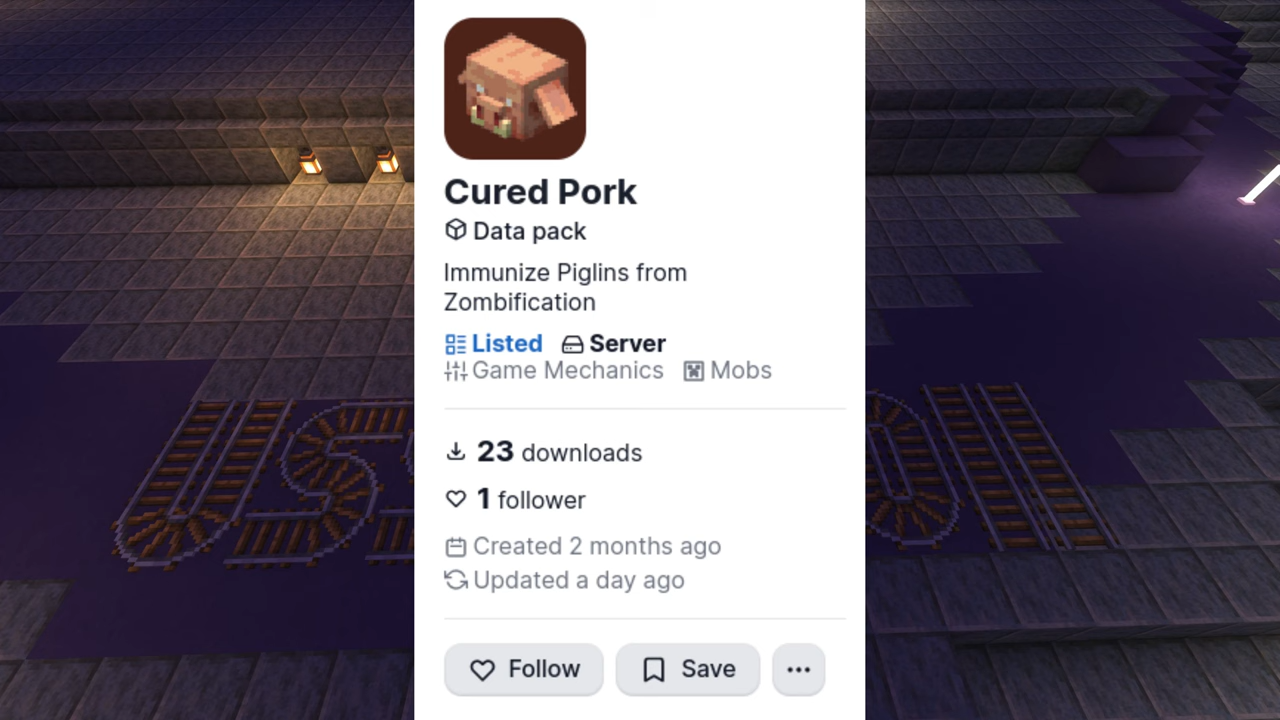 Cured Pork
Data pack
Immunize Piglins from
Zombification
Listed Server
Game Mechanics Mobs
23 downloads
1 follower
Created 2 months ago
Updated a day ago
Follow Save